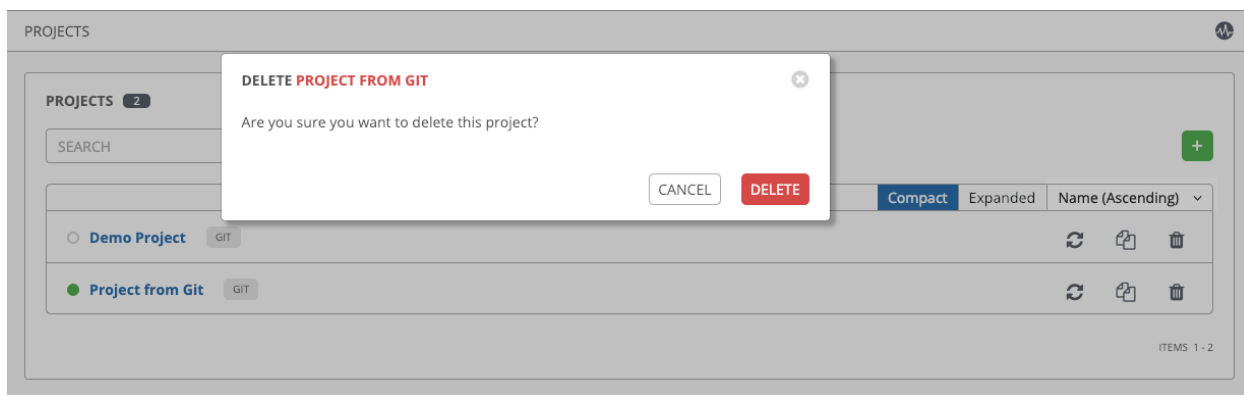 PROJECTS
DELETE PROJECT FROM GIT
Are you sure you want to delete this project?
CANCEL DELETE
PROJECTS 2
SEARCH
+
Compact Expanded Name (Ascending)
Demo Project GIT
Project from Git GIT
ITEMS 1 - 2